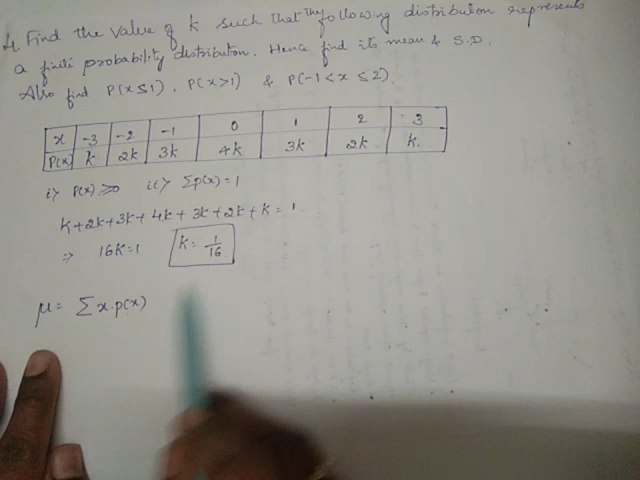 4. Find the value of k such that the following distribution represents
a finite probability distribution. Hence find its mean & S.D.
Also find P(x≤1), P(x>1) & P(-1<x≤2).
x -3 -2 -1 0 1 2 3
P(x) k 2k 3k 4k 3k 2k k.
i> P(x)≥0 ii> Σp(x)=1
k+2k+3k+4k+3k+2k+k=1
⇒ 16k=1 k=1/16
μ= Σx.p(x)